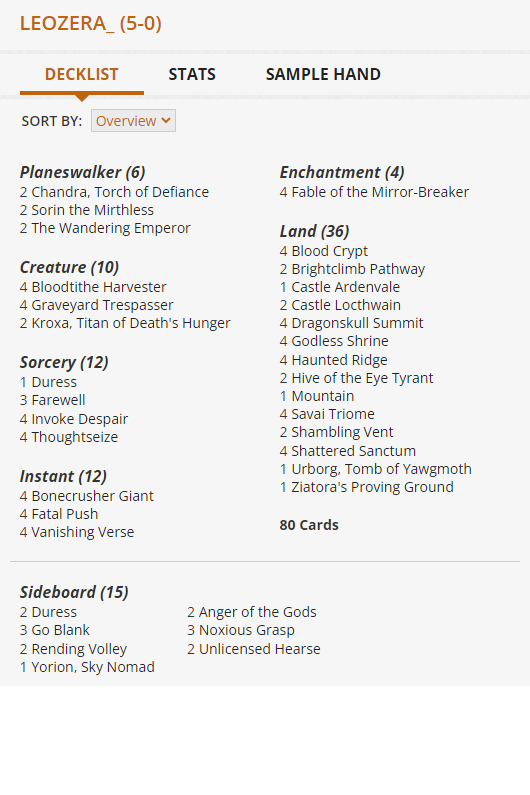 LEOZERA_ (5-0)
DECKLIST STATS SAMPLE HAND
SORT BY: Overview
Planeswalker (6)
2 Chandra, Torch of Defiance
2 Sorin the Mirthless
2 The Wandering Emperor
Creature (10)
4 Bloodtithe Harvester
4 Graveyard Trespasser
2 Kroxa, Titan of Death's Hunger
Sorcery (12)
1 Duress
3 Farewell
4 Invoke Despair
4 Thoughtseize
Instant (12)
4 Bonecrusher Giant
4 Fatal Push
4 Vanishing Verse
Enchantment (4)
4 Fable of the Mirror-Breaker
Land (36)
4 Blood Crypt
2 Brightclimb Pathway
1 Castle Ardenvale
2 Castle Locthwain
4 Dragonskull Summit
4 Godless Shrine
4 Haunted Ridge
2 Hive of the Eye Tyrant
1 Mountain
4 Savai Triome
2 Shambling Vent
4 Shattered Sanctum
1 Urborg, Tomb of Yawgmoth
1 Ziatora's Proving Ground
80 Cards
Sideboard (15)
2 Duress
3 Go Blank
2 Rending Volley
1 Yorion, Sky Nomad
2 Anger of the Gods
3 Noxious Grasp
2 Unlicensed Hearse